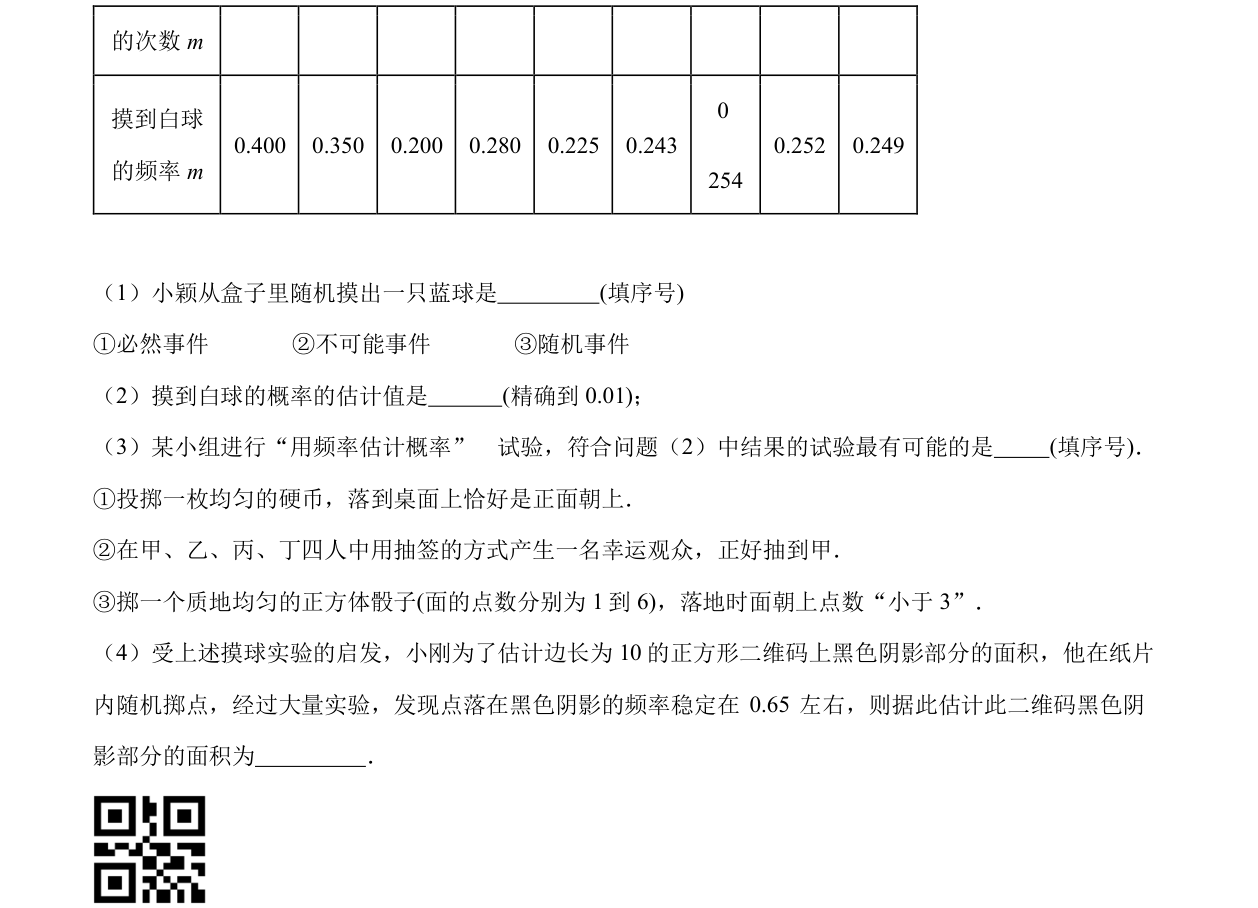 的次数 m
摸到白球
的频率 m
0.400 0.350 0.200 0.280 0.225 0.243 0 254 0.252 0.249
（1）小颖从盒子里随机摸出一只蓝球是_________(填序号)
①必然事件 ②不可能事件 ③随机事件
（2）摸到白球的概率的估计值是______(精确到 0.01);
（3）某小组进行“用频率估计概率” 试验，符合问题（2）中结果的试验最有可能的是_____(填序号)．
①投掷一枚均匀的硬币，落到桌面上恰好是正面朝上．
②在甲、乙、丙、丁四人中用抽签的方式产生一名幸运观众，正好抽到甲．
③掷一个质地均匀的正方体骰子(面的点数分别为 1 到 6)，落地时面朝上点数“小于 3”．
（4）受上述摸球实验的启发，小刚为了估计边长为 10 的正方形二维码上黑色阴影部分的面积，他在纸片
内随机掷点，经过大量实验，发现点落在黑色阴影的频率稳定在 0.65 左右，则据此估计此二维码黑色阴
影部分的面积为__________．